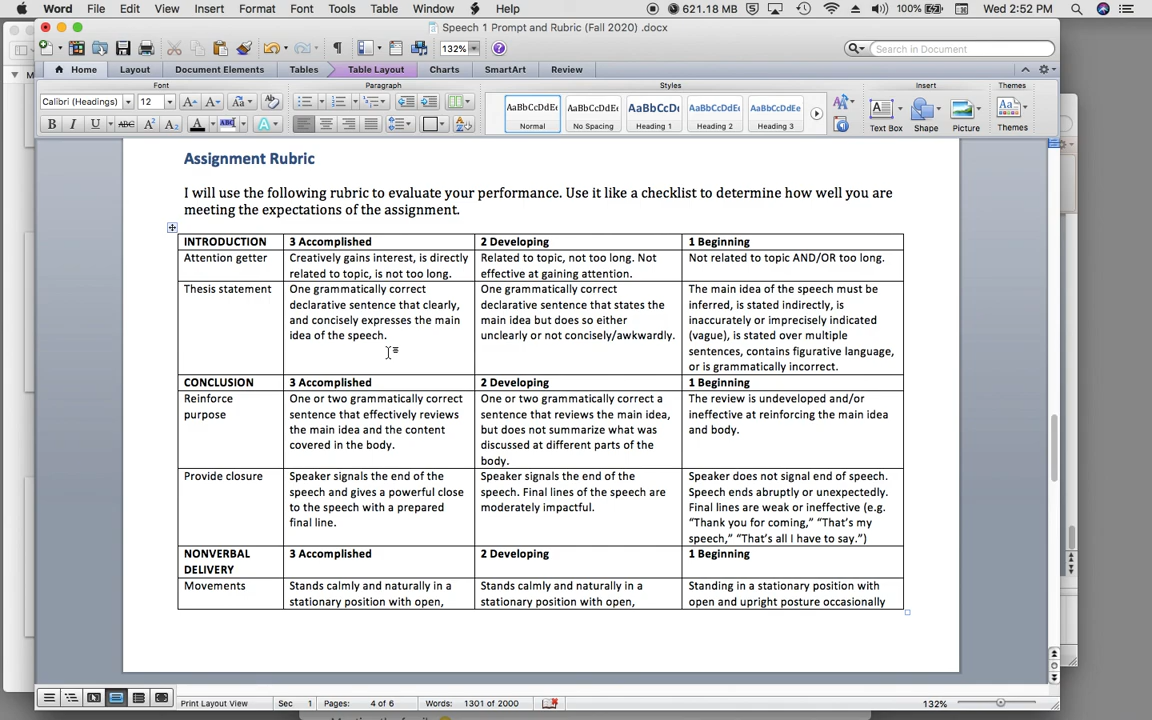 Word File Edit View Insert Format Font Tools Table Window Help 621.18 MB 5 100% Wed 2:52 PM
Speech 1 Prompt and Rubric (Fall 2020) .docx
132% Search in Document
Home Layout Document Elements Tables Table Layout Charts SmartArt Review
Font Paragraph Styles Insert Themes
Calibri (Headings) 12 A A Aa AaBbCcDdEe AaBbCcDdEe AaBbCcDc AaBbCcDdEe AaBbCcDdEe
B I U ABC A2 A2 A ABC A Normal No Spacing Heading 1 Heading 2 Heading 3 Text Box Shape Picture Themes
Assignment Rubric
I will use the following rubric to evaluate your performance. Use it like a checklist to determine how well you are
meeting the expectations of the assignment.
INTRODUCTION 3 Accomplished 2 Developing 1 Beginning
Attention getter Creatively gains interest, is directly Related to topic, not too long. Not Not related to topic AND/OR too long.
related to topic, is not too long. effective at gaining attention.
Thesis statement One grammatically correct One grammatically correct The main idea of the speech must be
declarative sentence that clearly, declarative sentence that states the inferred, is stated indirectly, is
and concisely expresses the main main idea but does so either inaccurately or imprecisely indicated
idea of the speech. unclearly or not concisely/awkwardly. (vague), is stated over multiple
sentences, contains figurative language,
or is grammatically incorrect.
CONCLUSION 3 Accomplished 2 Developing 1 Beginning
Reinforce One or two grammatically correct One or two grammatically correct a The review is undeveloped and/or
purpose sentence that effectively reviews sentence that reviews the main idea, ineffective at reinforcing the main idea
the main idea and the content but does not summarize what was and body.
covered in the body. discussed at different parts of the
body.
Provide closure Speaker signals the end of the Speaker signals the end of the Speaker does not signal end of speech.
speech and gives a powerful close speech. Final lines of the speech are Speech ends abruptly or unexpectedly.
to the speech with a prepared moderately impactful. Final lines are weak or ineffective (e.g.
final line. “Thank you for coming,” “That’s my
speech,” “That’s all I have to say.”)
NONVERBAL 3 Accomplished 2 Developing 1 Beginning
DELIVERY
Movements Stands calmly and naturally in a Stands calmly and naturally in a Standing in a stationary position with
stationary position with open, stationary position with open, open and upright posture occasionally
Print Layout View Sec 1 Pages: 4 of 6 Words: 1301 of 2000 132%